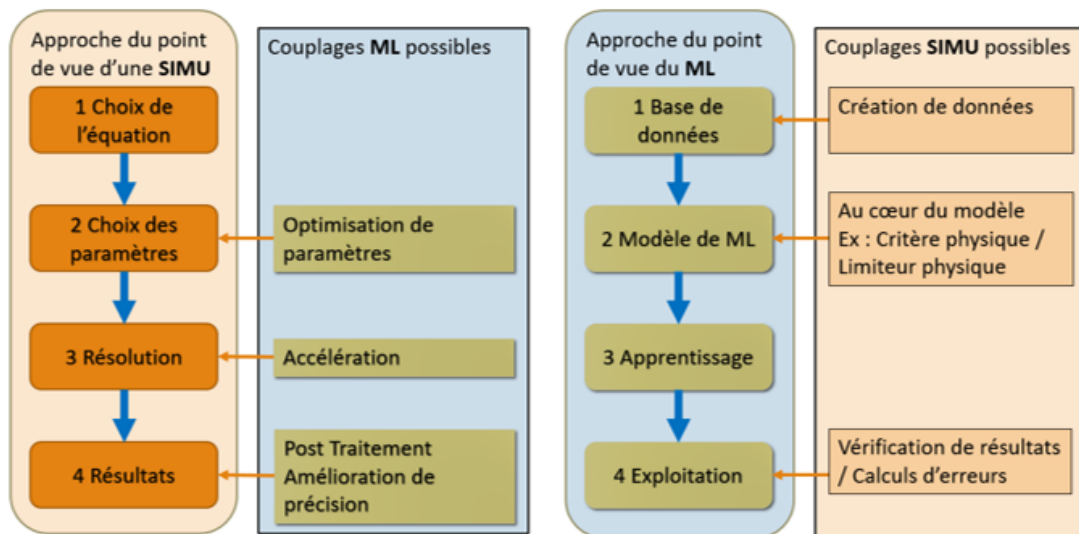 Approche du point
de vue d'une SIMU
1 Choix de
l'équation
2 Choix des
paramètres
3 Résolution
4 Résultats
Couplages ML possibles
Optimisation de
paramètres
Accélération
Post Traitement
Amélioration de
précision
Approche du point
de vue du ML
1 Base de
données
2 Modèle de ML
3 Apprentissage
4 Exploitation
Couplages SIMU possibles
Création de données
Au cœur du modèle
Ex : Critère physique /
Limiteur physique
Vérification de résultats
/ Calculs d'erreurs